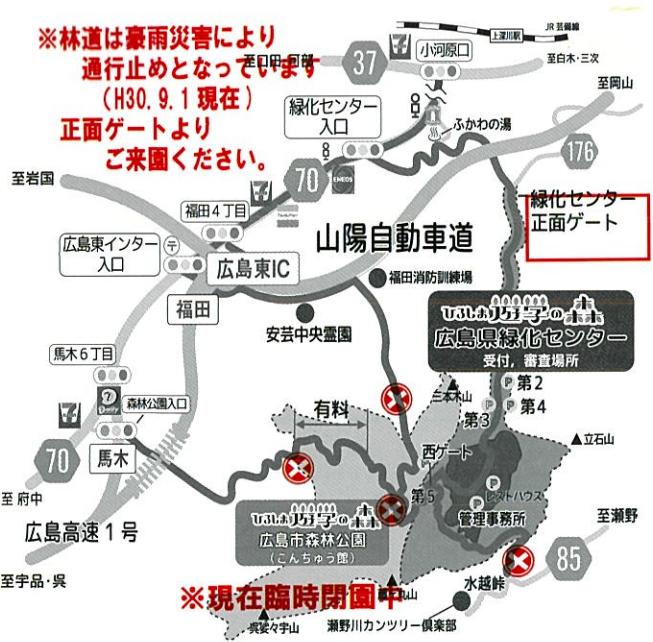 ※林道は豪雨災害により
通行止めとなっています
(H30.9.1現在)
正面ゲートより
ご来園ください。
上深川駅
JR芸備線
小河原口
至白木・三次
37
至岡山
緑化センター
入口
ふかわの湯
176
70
ENEOS
至岩国
福田4丁目
緑化センター
正面ゲート
広島東インター
入口
〒
広島東IC
山陽自動車道
福田消防訓練場
福田
安芸中央霊園
ひろしま遊学の森
広島県緑化センター
受付,審査場所
馬木6丁目
森林公園入口
有料
三本木山
P第2
P P第4
第3
立石山
70
馬木
西ゲート
第5
P
レストハウス
P
管理事務所
至府中
広島高速1号
ひろしま遊学の森
広島市森林公園
(こんちゅう館)
至瀬野
85
至宇品・呉
※現在臨時閉園中
水越峠
呉娑々宇山
瀬野川カンツリー倶楽部